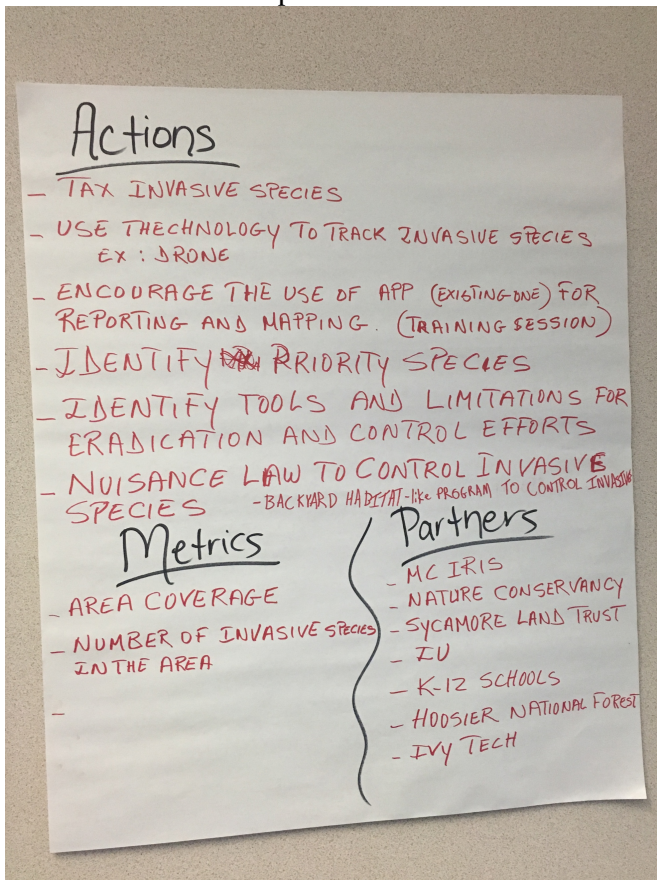 Actions
- TAX INVASIVE SPECIES
- USE THECHNOLOGY TO TRACK INVASIVE SPECIES
EX : DRONE
- ENCOURAGE THE USE OF APP (EXISTING ONE) FOR
REPORTING AND MAPPING. (TRAINING SESSION)
- IDENTIFY PRIORITY SPECIES
- IDENTIFY TOOLS AND LIMITATIONS FOR
ERADICATION AND CONTROL EFFORTS
- NUISANCE LAW TO CONTROL INVASIVE
SPECIES - BACKYARD HABITAT-like PROGRAM TO CONTROL INVASIVES
Metrics
- AREA COVERAGE
- NUMBER OF INVASIVE SPECIES
IN THE AREA
-
Partners
- MC IRIS
- NATURE CONSERVANCY
- SYCAMORE LAND TRUST
- IU
- K-12 SCHOOLS
- HOOSIER NATIONAL FOREST
- IVY TECH